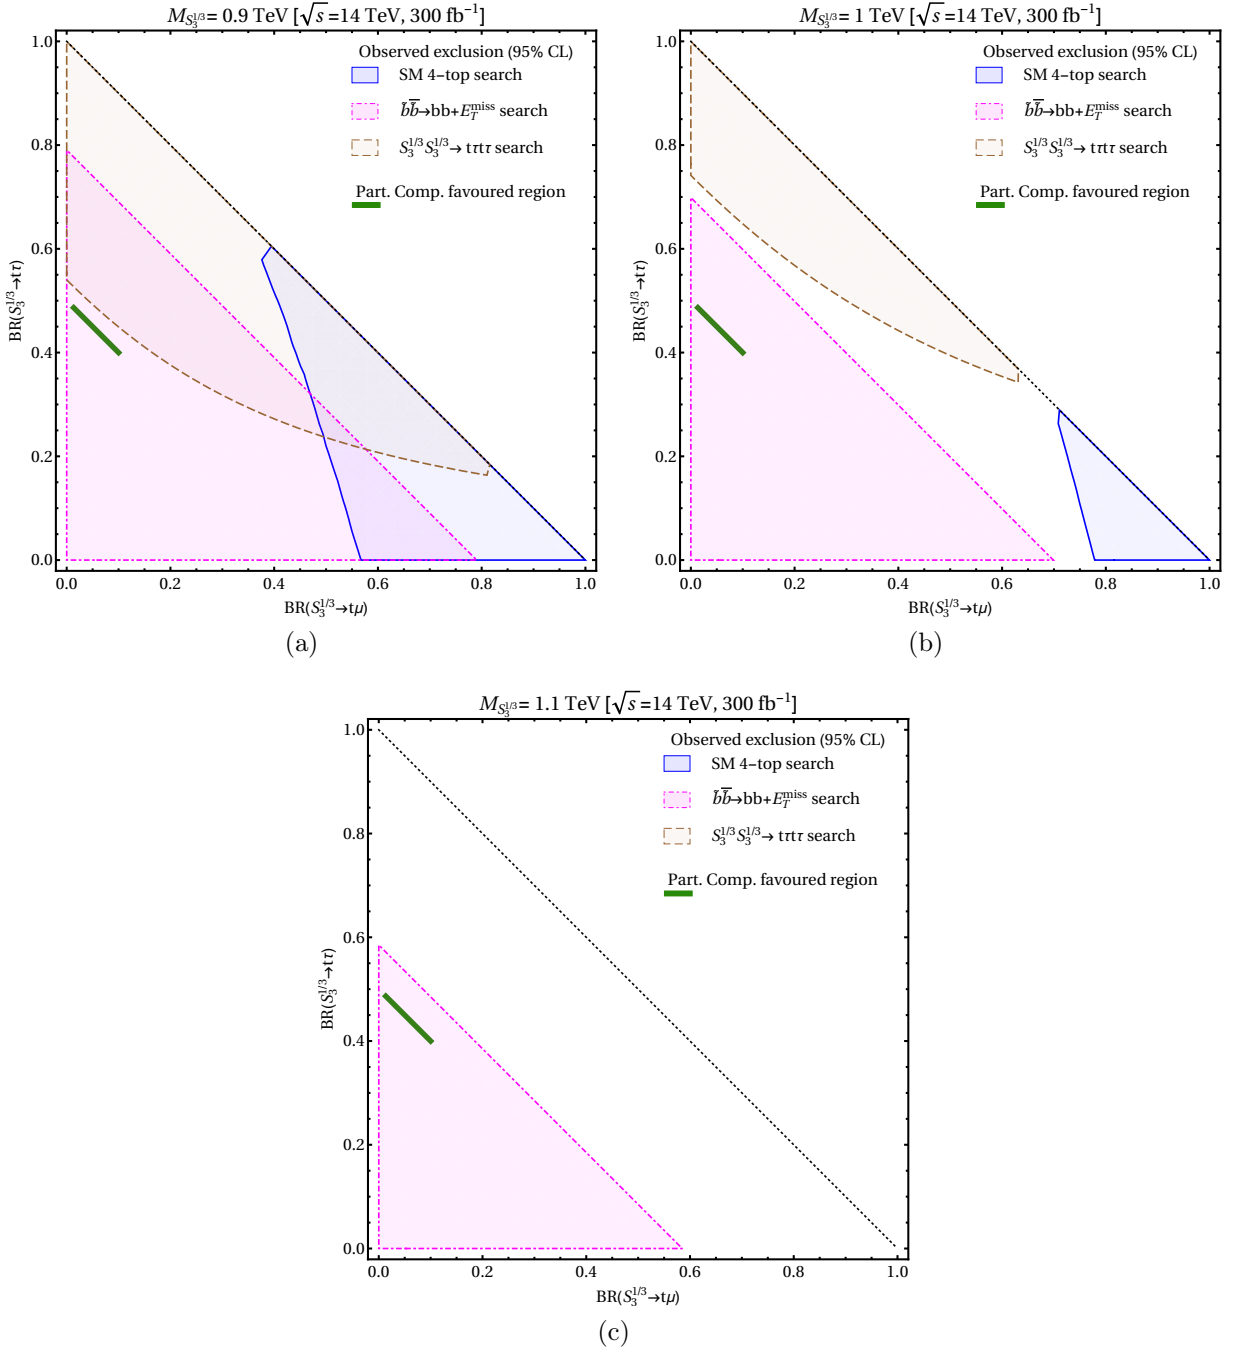 M_{S_3^{1/3}} = 0.9 TeV [√s =14 TeV, 300 fb⁻¹]
Observed exclusion (95% CL)
SM 4-top search
b̃b̃̄→bb+E_T^miss search
S_3^{1/3} S_3^{1/3}→ tτtτ search
Part. Comp. favoured region
BR(S_3^{1/3}→tτ)
1.0
0.8
0.6
0.4
0.2
0.0
0.0 0.2 0.4 0.6 0.8 1.0
BR(S_3^{1/3}→tμ)
(a)
M_{S_3^{1/3}} = 1 TeV [√s =14 TeV, 300 fb⁻¹]
Observed exclusion (95% CL)
SM 4-top search
b̃b̃̄→bb+E_T^miss search
S_3^{1/3} S_3^{1/3}→ tτtτ search
Part. Comp. favoured region
BR(S_3^{1/3}→tτ)
1.0
0.8
0.6
0.4
0.2
0.0
0.0 0.2 0.4 0.6 0.8 1.0
BR(S_3^{1/3}→tμ)
(b)
M_{S_3^{1/3}} = 1.1 TeV [√s =14 TeV, 300 fb⁻¹]
Observed exclusion (95% CL)
SM 4-top search
b̃b̃̄→bb+E_T^miss search
S_3^{1/3} S_3^{1/3}→ tτtτ search
Part. Comp. favoured region
BR(S_3^{1/3}→tτ)
1.0
0.8
0.6
0.4
0.2
0.0
0.0 0.2 0.4 0.6 0.8 1.0
BR(S_3^{1/3}→tμ)
(c)